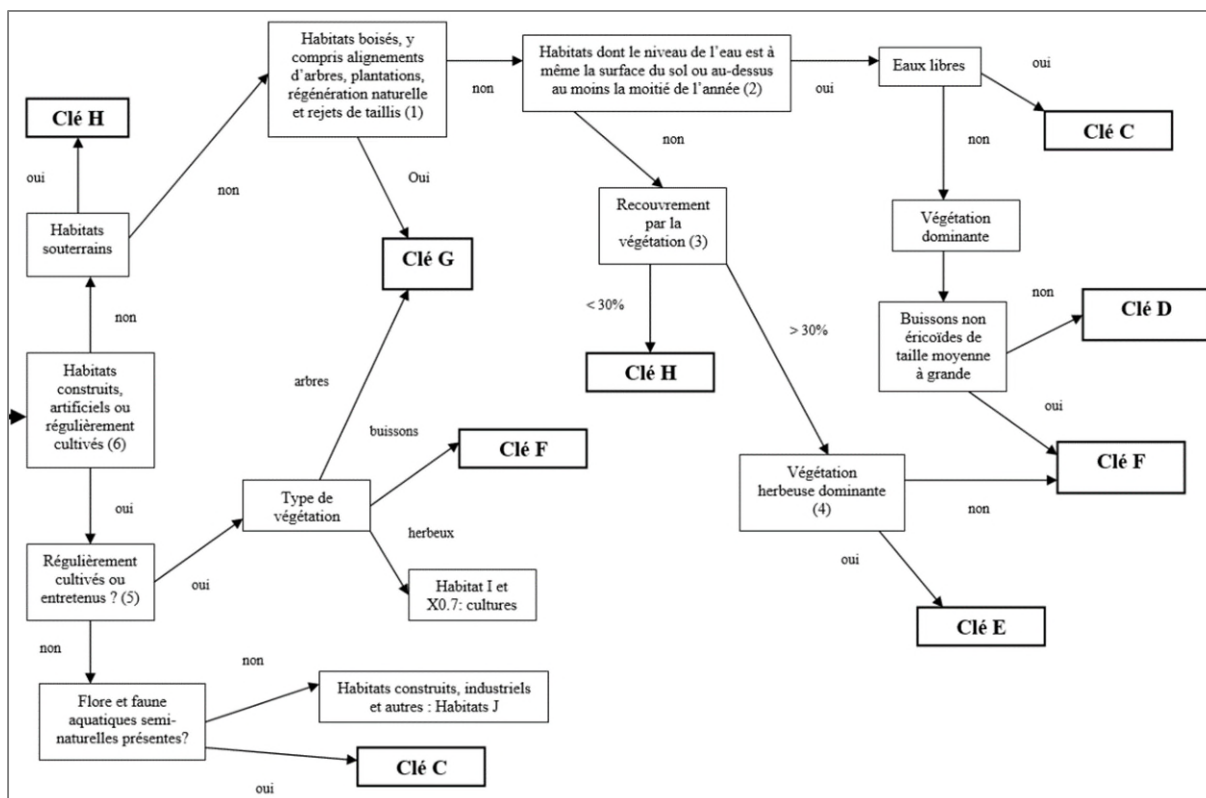 Habitats boisés, y
compris alignements
d'arbres, plantations,
régénération naturelle
et rejets de taillis (1)
non
Habitats dont le niveau de l'eau est à
même la surface du sol ou au-dessus
au moins la moitié de l'année (2)
oui
Eaux libres
oui
Clé C
non
Clé H
oui
Habitats
souterrains
non
Oui
Clé G
non
Recouvrement
par la
végétation (3)
< 30%
Clé H
> 30%
Végétation
dominante
Buissons non
éricoïdes de
taille moyenne
à grande
non
Clé D
oui
Clé F
non
Habitats
construits,
artificiels ou
régulièrement
cultivés (6)
oui
arbres
buissons
Clé F
Type de
végétation
herbeux
Habitat I et
X0.7: cultures
Végétation
herbeuse dominante
(4)
non
oui
Clé E
Régulièrement
cultivés ou
entretenus ? (5)
oui
non
Flore et faune
aquatiques semi-
naturelles présentes?
non
Habitats construits, industriels
et autres : Habitats J
oui
Clé C